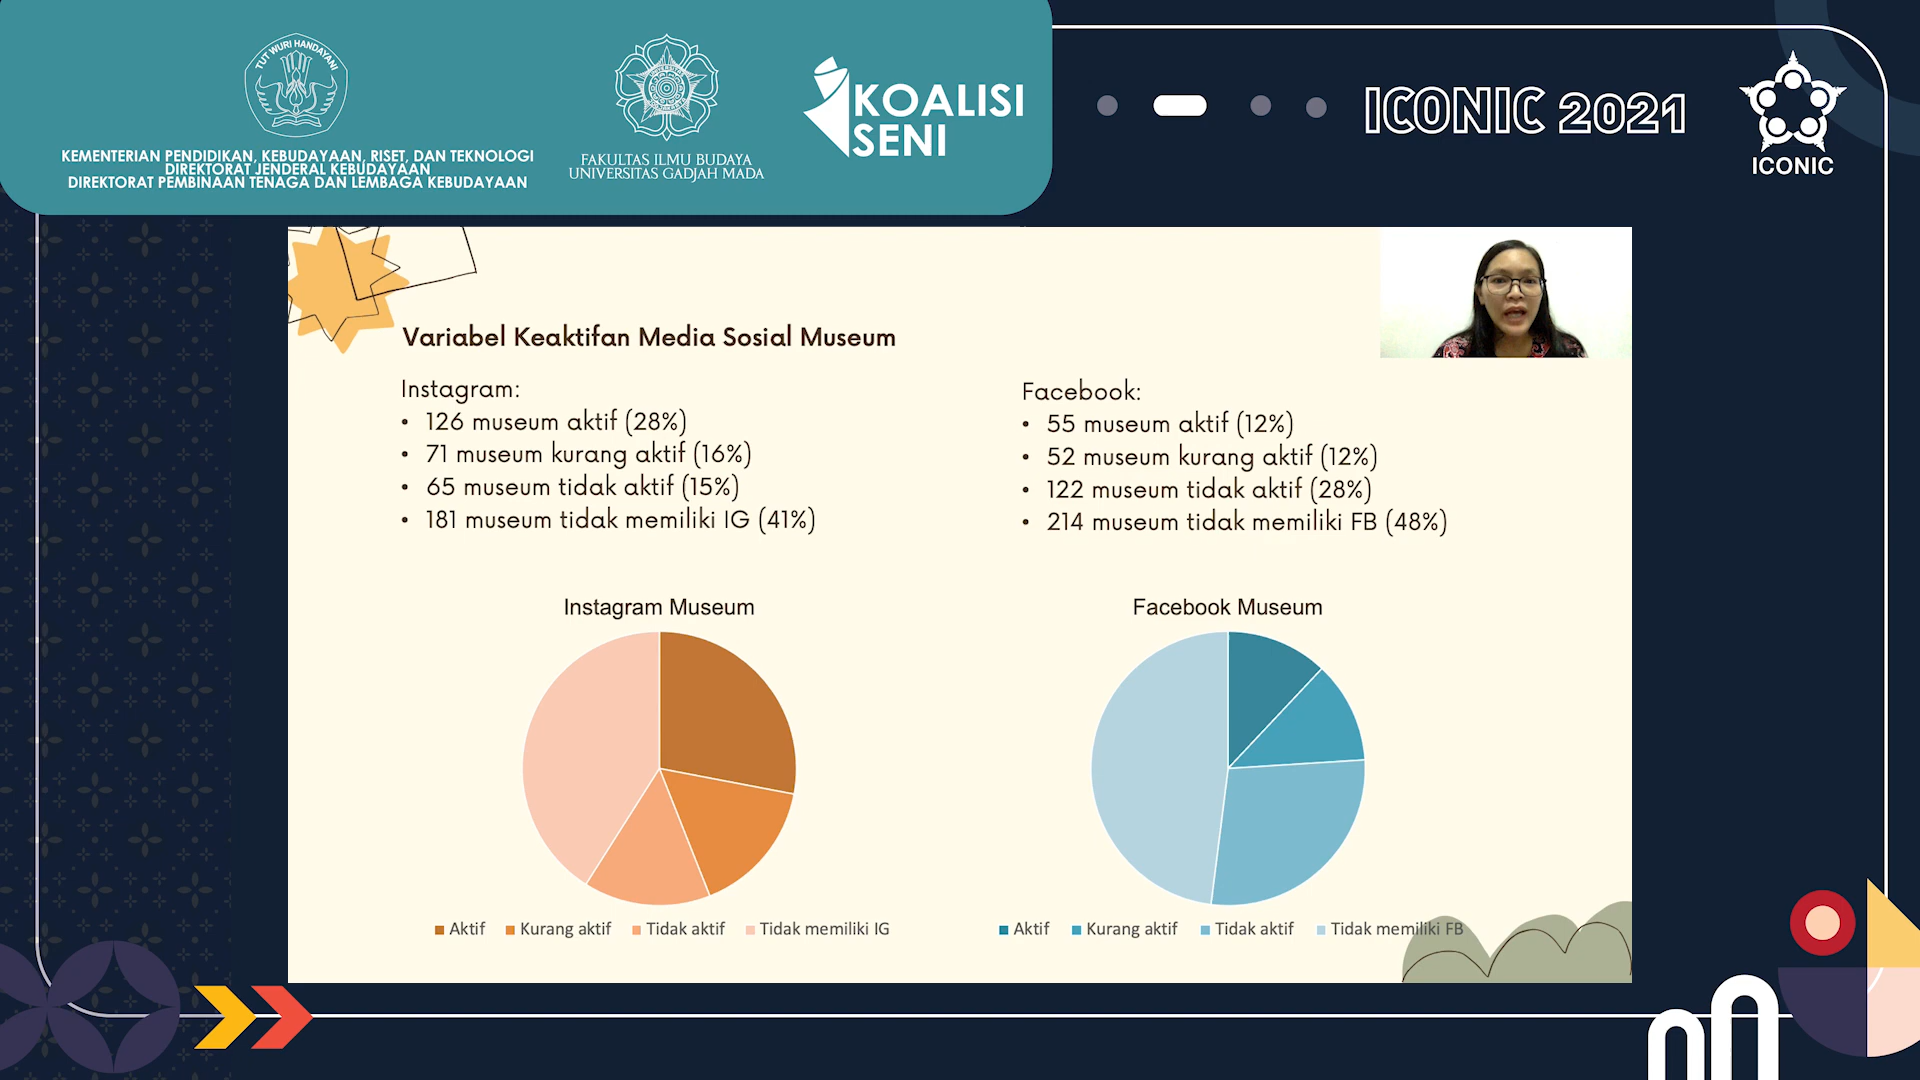 TUT WURI HANDAYANI
KEMENTERIAN PENDIDIKAN, KEBUDAYAAN, RISET, DAN TEKNOLOGI
DIREKTORAT JENDERAL KEBUDAYAAN
DIREKTORAT PEMBINAAN TENAGA DAN LEMBAGA KEBUDAYAAN
FAKULTAS ILMU BUDAYA
UNIVERSITAS GADJAH MADA
KOALISI
SENI
ICONIC 2021
ICONIC
Variabel Keaktifan Media Sosial Museum
Instagram:
• 126 museum aktif (28%)
• 71 museum kurang aktif (16%)
• 65 museum tidak aktif (15%)
• 181 museum tidak memiliki IG (41%)
Facebook:
• 55 museum aktif (12%)
• 52 museum kurang aktif (12%)
• 122 museum tidak aktif (28%)
• 214 museum tidak memiliki FB (48%)
Instagram Museum
Aktif Kurang aktif Tidak aktif Tidak memiliki IG
Facebook Museum
Aktif Kurang aktif Tidak aktif Tidak memiliki FB